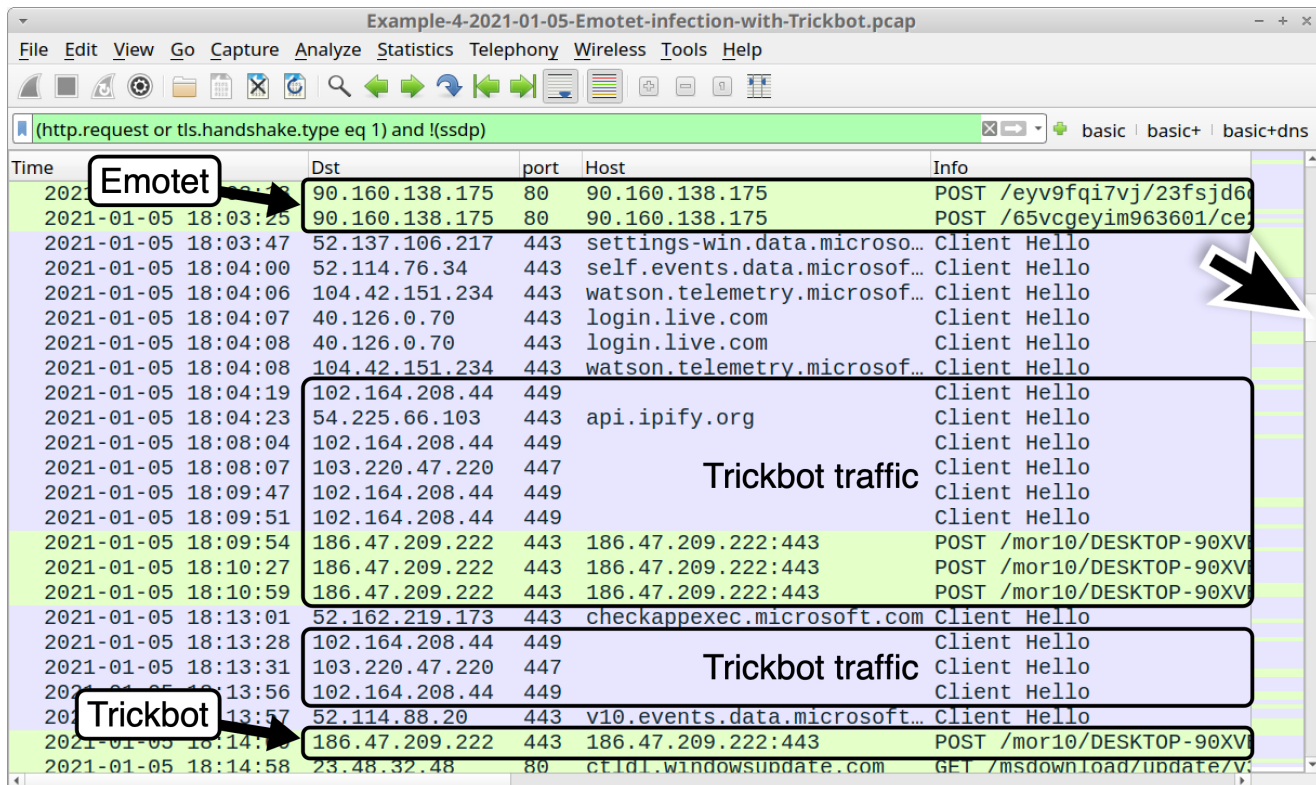 Example-4-2021-01-05-Emotet-infection-with-Trickbot.pcap
File Edit View Go Capture Analyze Statistics Telephony Wireless Tools Help
(http.request or tls.handshake.type eq 1) and !(ssdp) basic basic+ basic+dns
Time Dst port Host Info
Emotet
90.160.138.175 80 90.160.138.175 POST /eyv9fqi7vj/23fsjd6
2021-01-05 18:03:25 90.160.138.175 80 90.160.138.175 POST /65vcgeyim963601/ce
2021-01-05 18:03:47 52.137.106.217 443 settings-win.data.microso… Client Hello
2021-01-05 18:04:00 52.114.76.34 443 self.events.data.microsof… Client Hello
2021-01-05 18:04:06 104.42.151.234 443 watson.telemetry.microsof… Client Hello
2021-01-05 18:04:07 40.126.0.70 443 login.live.com Client Hello
2021-01-05 18:04:08 40.126.0.70 443 login.live.com Client Hello
2021-01-05 18:04:08 104.42.151.234 443 watson.telemetry.microsof… Client Hello
2021-01-05 18:04:19 102.164.208.44 449 Client Hello
2021-01-05 18:04:23 54.225.66.103 443 api.ipify.org Client Hello
2021-01-05 18:08:04 102.164.208.44 449 Client Hello
2021-01-05 18:08:07 103.220.47.220 447 Client Hello
Trickbot traffic
2021-01-05 18:09:47 102.164.208.44 449 Client Hello
2021-01-05 18:09:51 102.164.208.44 449 Client Hello
2021-01-05 18:09:54 186.47.209.222 443 186.47.209.222:443 POST /mor10/DESKTOP-90XV
2021-01-05 18:10:27 186.47.209.222 443 186.47.209.222:443 POST /mor10/DESKTOP-90XV
2021-01-05 18:10:59 186.47.209.222 443 186.47.209.222:443 POST /mor10/DESKTOP-90XV
2021-01-05 18:13:01 52.162.219.173 443 checkappexec.microsoft.com Client Hello
2021-01-05 18:13:28 102.164.208.44 449 Client Hello
2021-01-05 18:13:31 103.220.47.220 447 Trickbot traffic Client Hello
13:56 102.164.208.44 449 Client Hello
Trickbot
13:57 52.114.88.20 443 v10.events.data.microsoft… Client Hello
2021-01-05 18:14: 186.47.209.222 443 186.47.209.222:443 POST /mor10/DESKTOP-90XV
2021-01-05 18:14:58 23.48.32.48 80 ctldl.windowsupdate.com GET /msdownload/update/v3